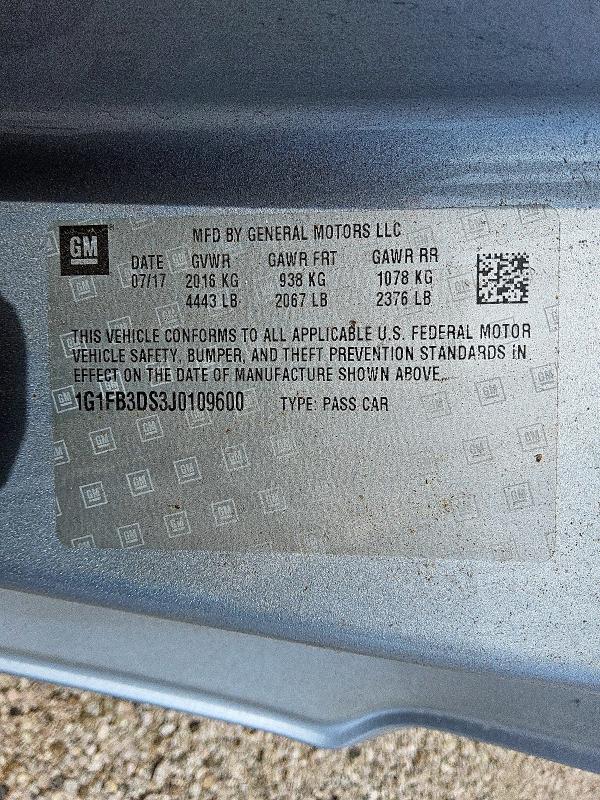 GM
MFD BY GENERAL MOTORS LLC
DATE GVWR GAWR FRT GAWR RR
07/17 2016 KG 938 KG 1078 KG
4443 LB 2067 LB 2376 LB
THIS VEHICLE CONFORMS TO ALL APPLICABLE U.S. FEDERAL MOTOR
VEHICLE SAFETY, BUMPER, AND THEFT PREVENTION STANDARDS IN
EFFECT ON THE DATE OF MANUFACTURE SHOWN ABOVE.
1G1FB3DS3J0109600 TYPE: PASS CAR